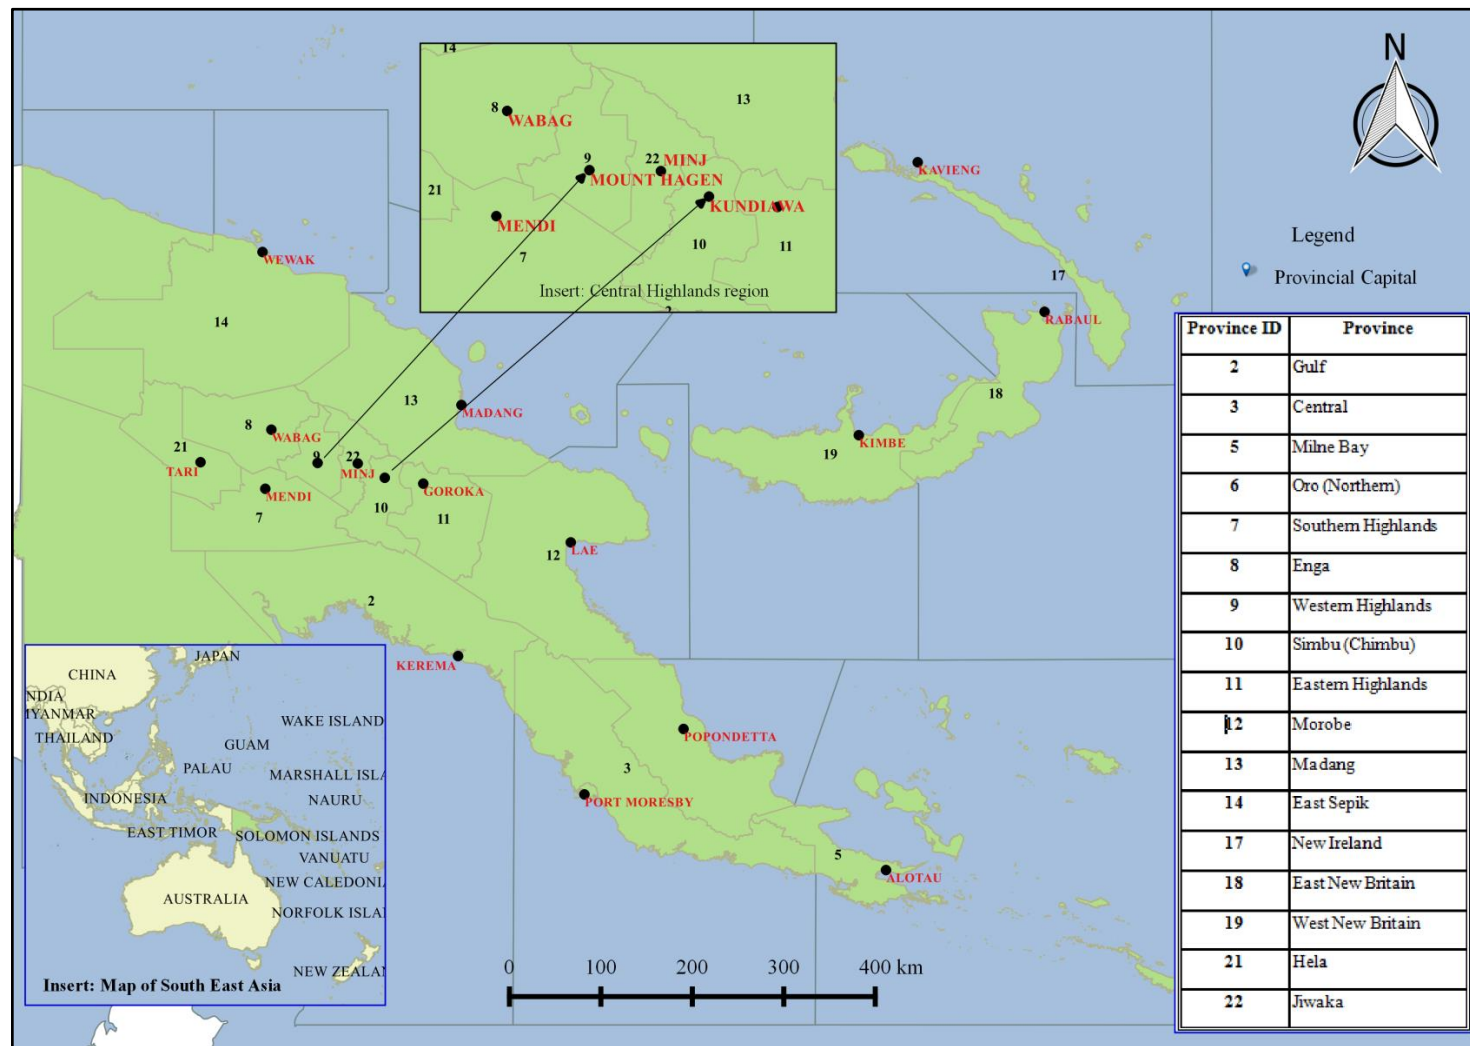 N
Legend
Provincial Capital
14
13
8
WABAG
9
MOUNT HAGEN
22
MINJ
21
KUNDIAWA
MENDI
7
10
11
Insert: Central Highlands region
2
KAVIENG
17
WEWAK
14
RABAUL
13
MADANG
18
8
WABAG
KIMBE
19
21
TARI
9
22
MINJ
MENDI
GOROKA
7
10
11
12
LAE
2
KEREMA
POPONDETTA
3
PORT MORESBY
5
ALOTAU
JAPAN
CHINA
NDIA
IYANMAR
THAILAND
WAKE ISLAND
GUAM
PALAU
MARSHALL ISLA
NAURU
INDONESIA
EAST TIMOR
SOLOMON ISLANDS
VANUATU
NEW CALEDONIA
AUSTRALIA
NORFOLK ISLAN
NEW ZEALAN
Insert: Map of South East Asia
0 100 200 300 400 km
Province ID Province
2 Gulf
3 Central
5 Milne Bay
6 Oro (Northern)
7 Southern Highlands
8 Enga
9 Western Highlands
10 Simbu (Chimbu)
11 Eastern Highlands
12 Morobe
13 Madang
14 East Sepik
17 New Ireland
18 East New Britain
19 West New Britain
21 Hela
22 Jiwaka